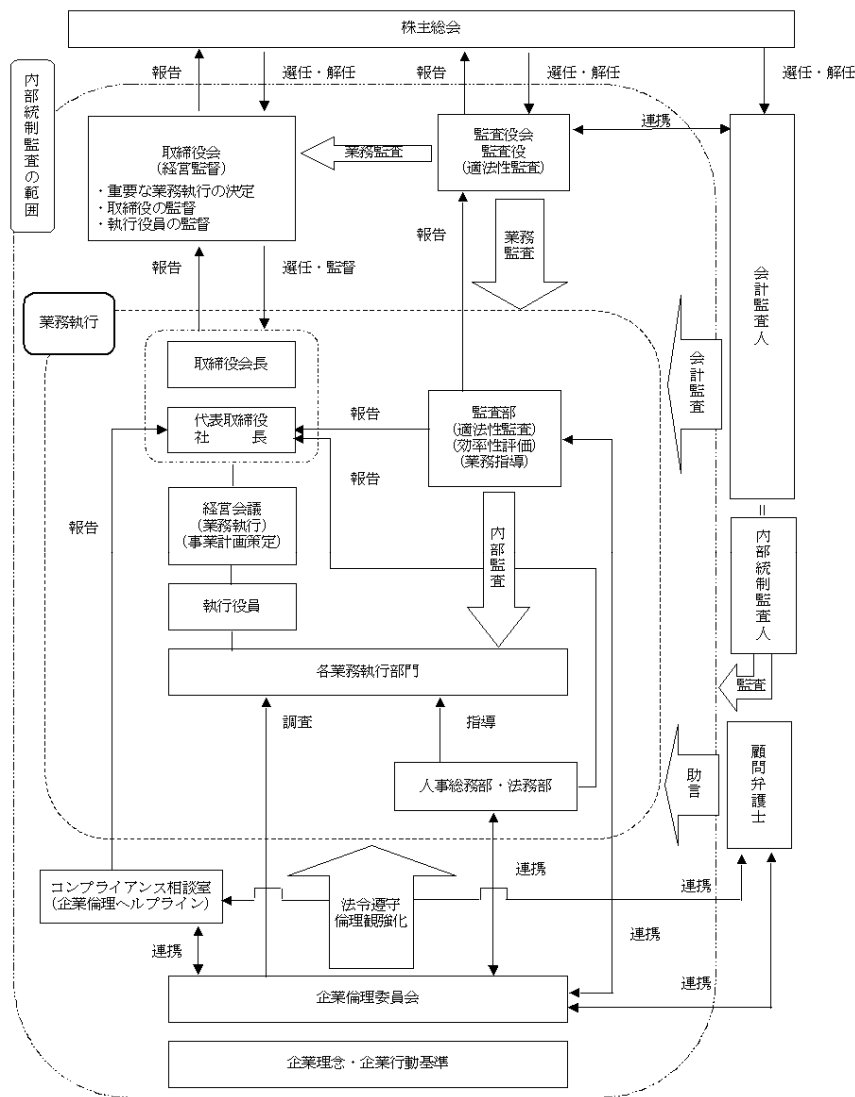 株主総会
報告
選任・解任
報告
選任・解任
選任・解任
内部統制監査の範囲
取締役会
(経営監督)
・重要な業務執行の決定
・取締役の監督
・執行役員の監督
業務監査
監査役会
監査役
(適法性監査)
連携
会計監査人
報告
選任・監督
報告
業務監査
業務執行
取締役会長
代表取締役
社　　長
報告
監査部
(適法性監査)
(効率性評価)
(業務指導)
会計監査
報告
報告
経営会議
(業務執行)
(事業計画策定)
内部監査
=
内部統制監査人
執行役員
各業務執行部門
監査
調査
指導
人事総務部・法務部
助言
顧問弁護士
連携
コンプライアンス相談室
(企業倫理ヘルプライン)
法令遵守
倫理観強化
連携
連携
連携
企業倫理委員会
連携
企業理念・企業行動基準